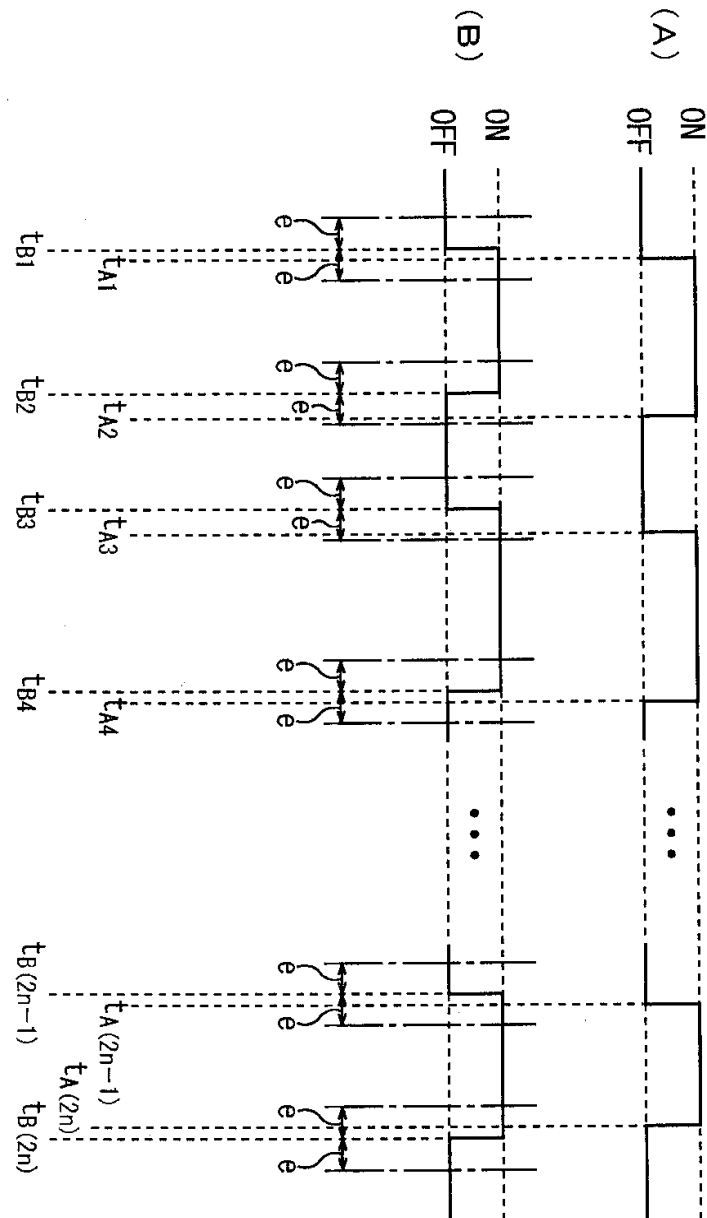 (A)
ON
OFF
(B)
ON
OFF
e e e e e e e e e e e e
tB1 tA1 tB2 tA2 tB3 tA3 tB4 tA4 tB(2n-1) tA(2n-1) tA(2n) tB(2n)